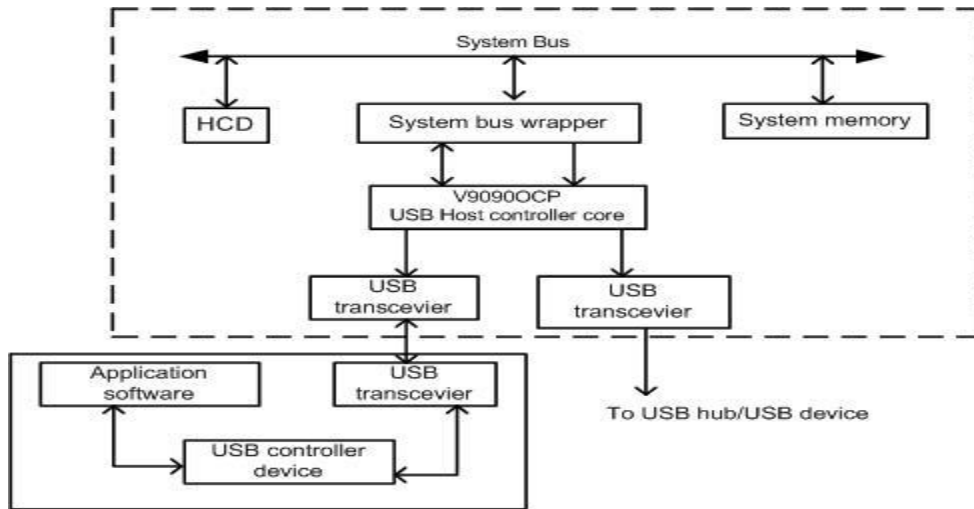 System Bus
HCD
System bus wrapper
System memory
V9090OCP
USB Host controller core
USB
transcevier
USB
transcevier
Application
software
USB
transcevier
To USB hub/USB device
USB controller
device